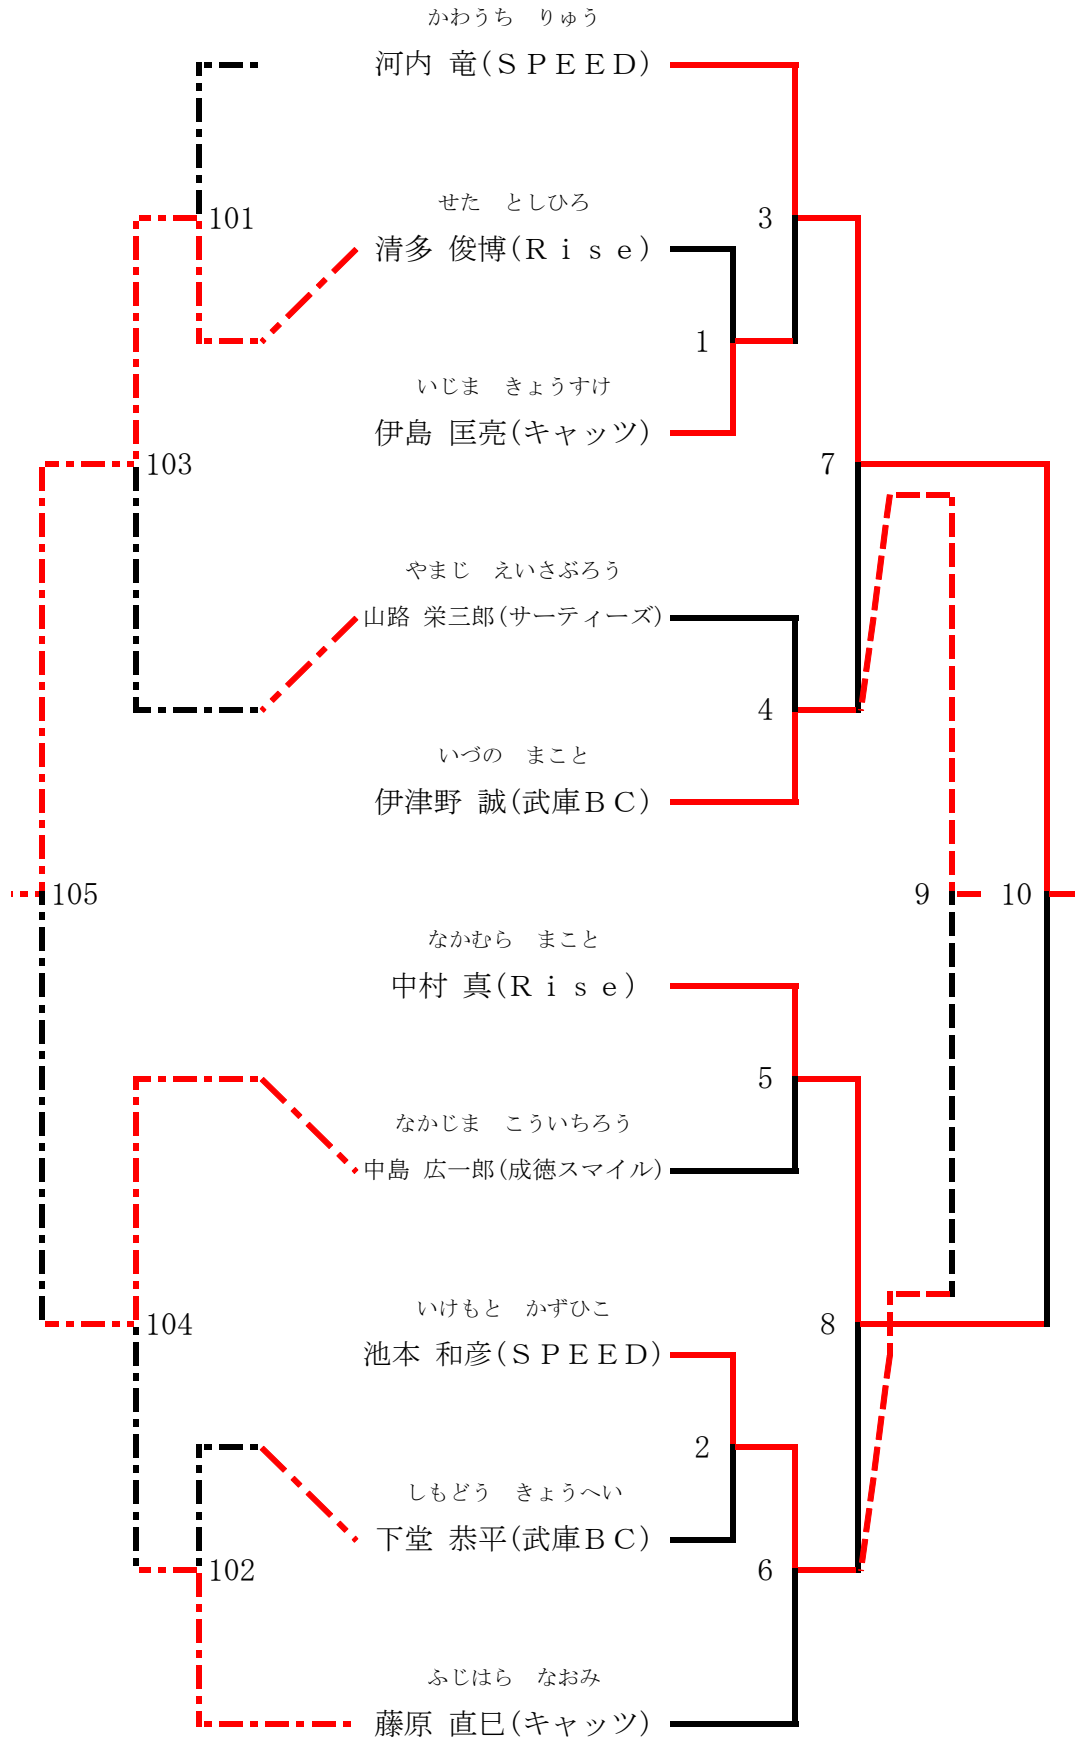 かわうち　りゅう
河内 竜(ＳＰＥＥＤ)
せた　としひろ
101
3
清多 俊博(Ｒｉｓｅ)
1
いじま　きょうすけ
伊島 匡亮(キャッツ)
103
7
やまじ　えいさぶろう
山路 栄三郎(サーティーズ)
4
いづの　まこと
伊津野 誠(武庫ＢＣ)
105
9
10
なかむら　まこと
中村 真(Ｒｉｓｅ)
5
なかじま　こういちろう
中島 広一郎(成徳スマイル)
いけもと　かずひこ
104
8
池本 和彦(ＳＰＥＥＤ)
2
しもどう　きょうへい
下堂 恭平(武庫ＢＣ)
102
6
ふじはら　なおみ
藤原 直巳(キャッツ)